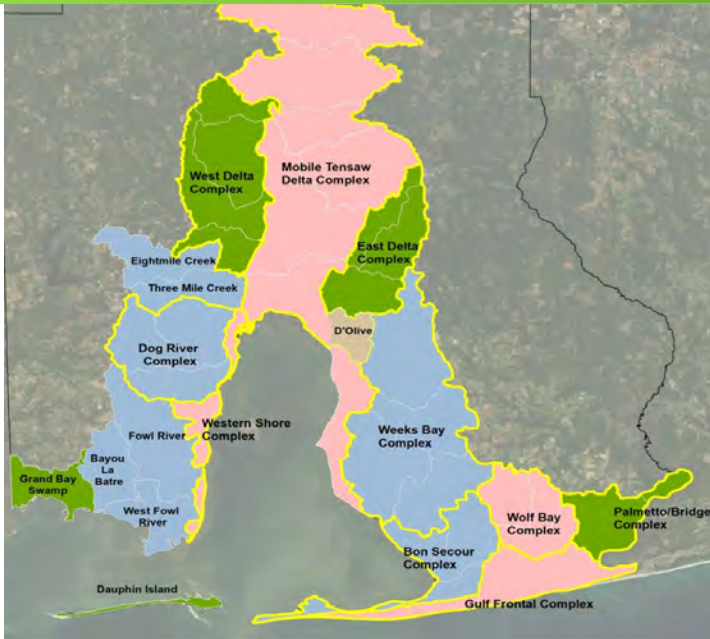 West Delta
Complex
Mobile Tensaw
Delta Complex
East Delta
Complex
Eightmile Creek
Three Mile Creek
D'Olive
Dog River
Complex
Western Shore
Complex
Fowl River
Weeks Bay
Complex
Bayou
La
Batre
Grand Bay
Swamp
West Fowl
River
Wolf Bay
Complex
Palmetto/Bridge
Complex
Bon Secour
Complex
Dauphin Island
Gulf Frontal Complex